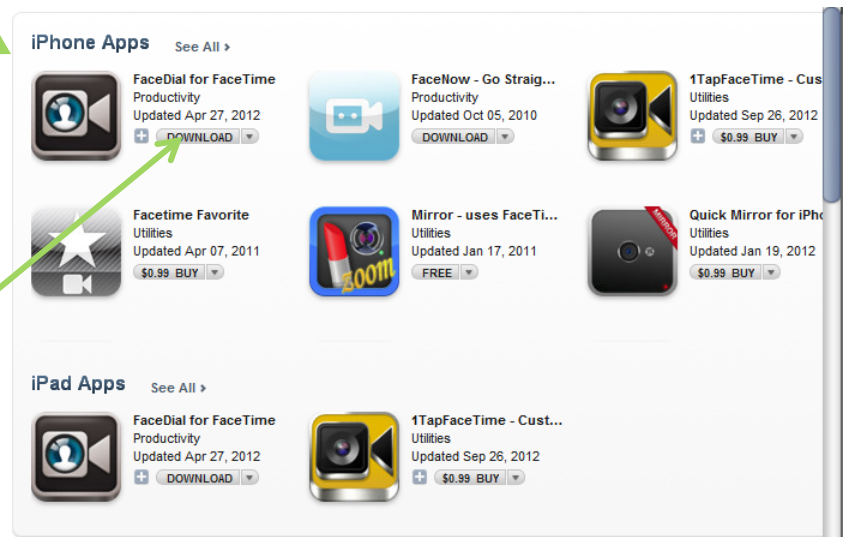 iPhone Apps See All ›
FaceDial for FaceTime
Productivity
Updated Apr 27, 2012
DOWNLOAD
FaceNow - Go Straig...
Productivity
Updated Oct 05, 2010
DOWNLOAD
1TapFaceTime - Cus
Utilities
Updated Sep 26, 2012
$0.99 BUY
Facetime Favorite
Utilities
Updated Apr 07, 2011
$0.99 BUY
zoom
Mirror - uses FaceTi...
Utilities
Updated Jan 17, 2011
FREE
MIRROR
Quick Mirror for iPho
Utilities
Updated Jan 19, 2012
$0.99 BUY
iPad Apps See All ›
FaceDial for FaceTime
Productivity
Updated Apr 27, 2012
DOWNLOAD
1TapFaceTime - Cust...
Utilities
Updated Sep 26, 2012
$0.99 BUY